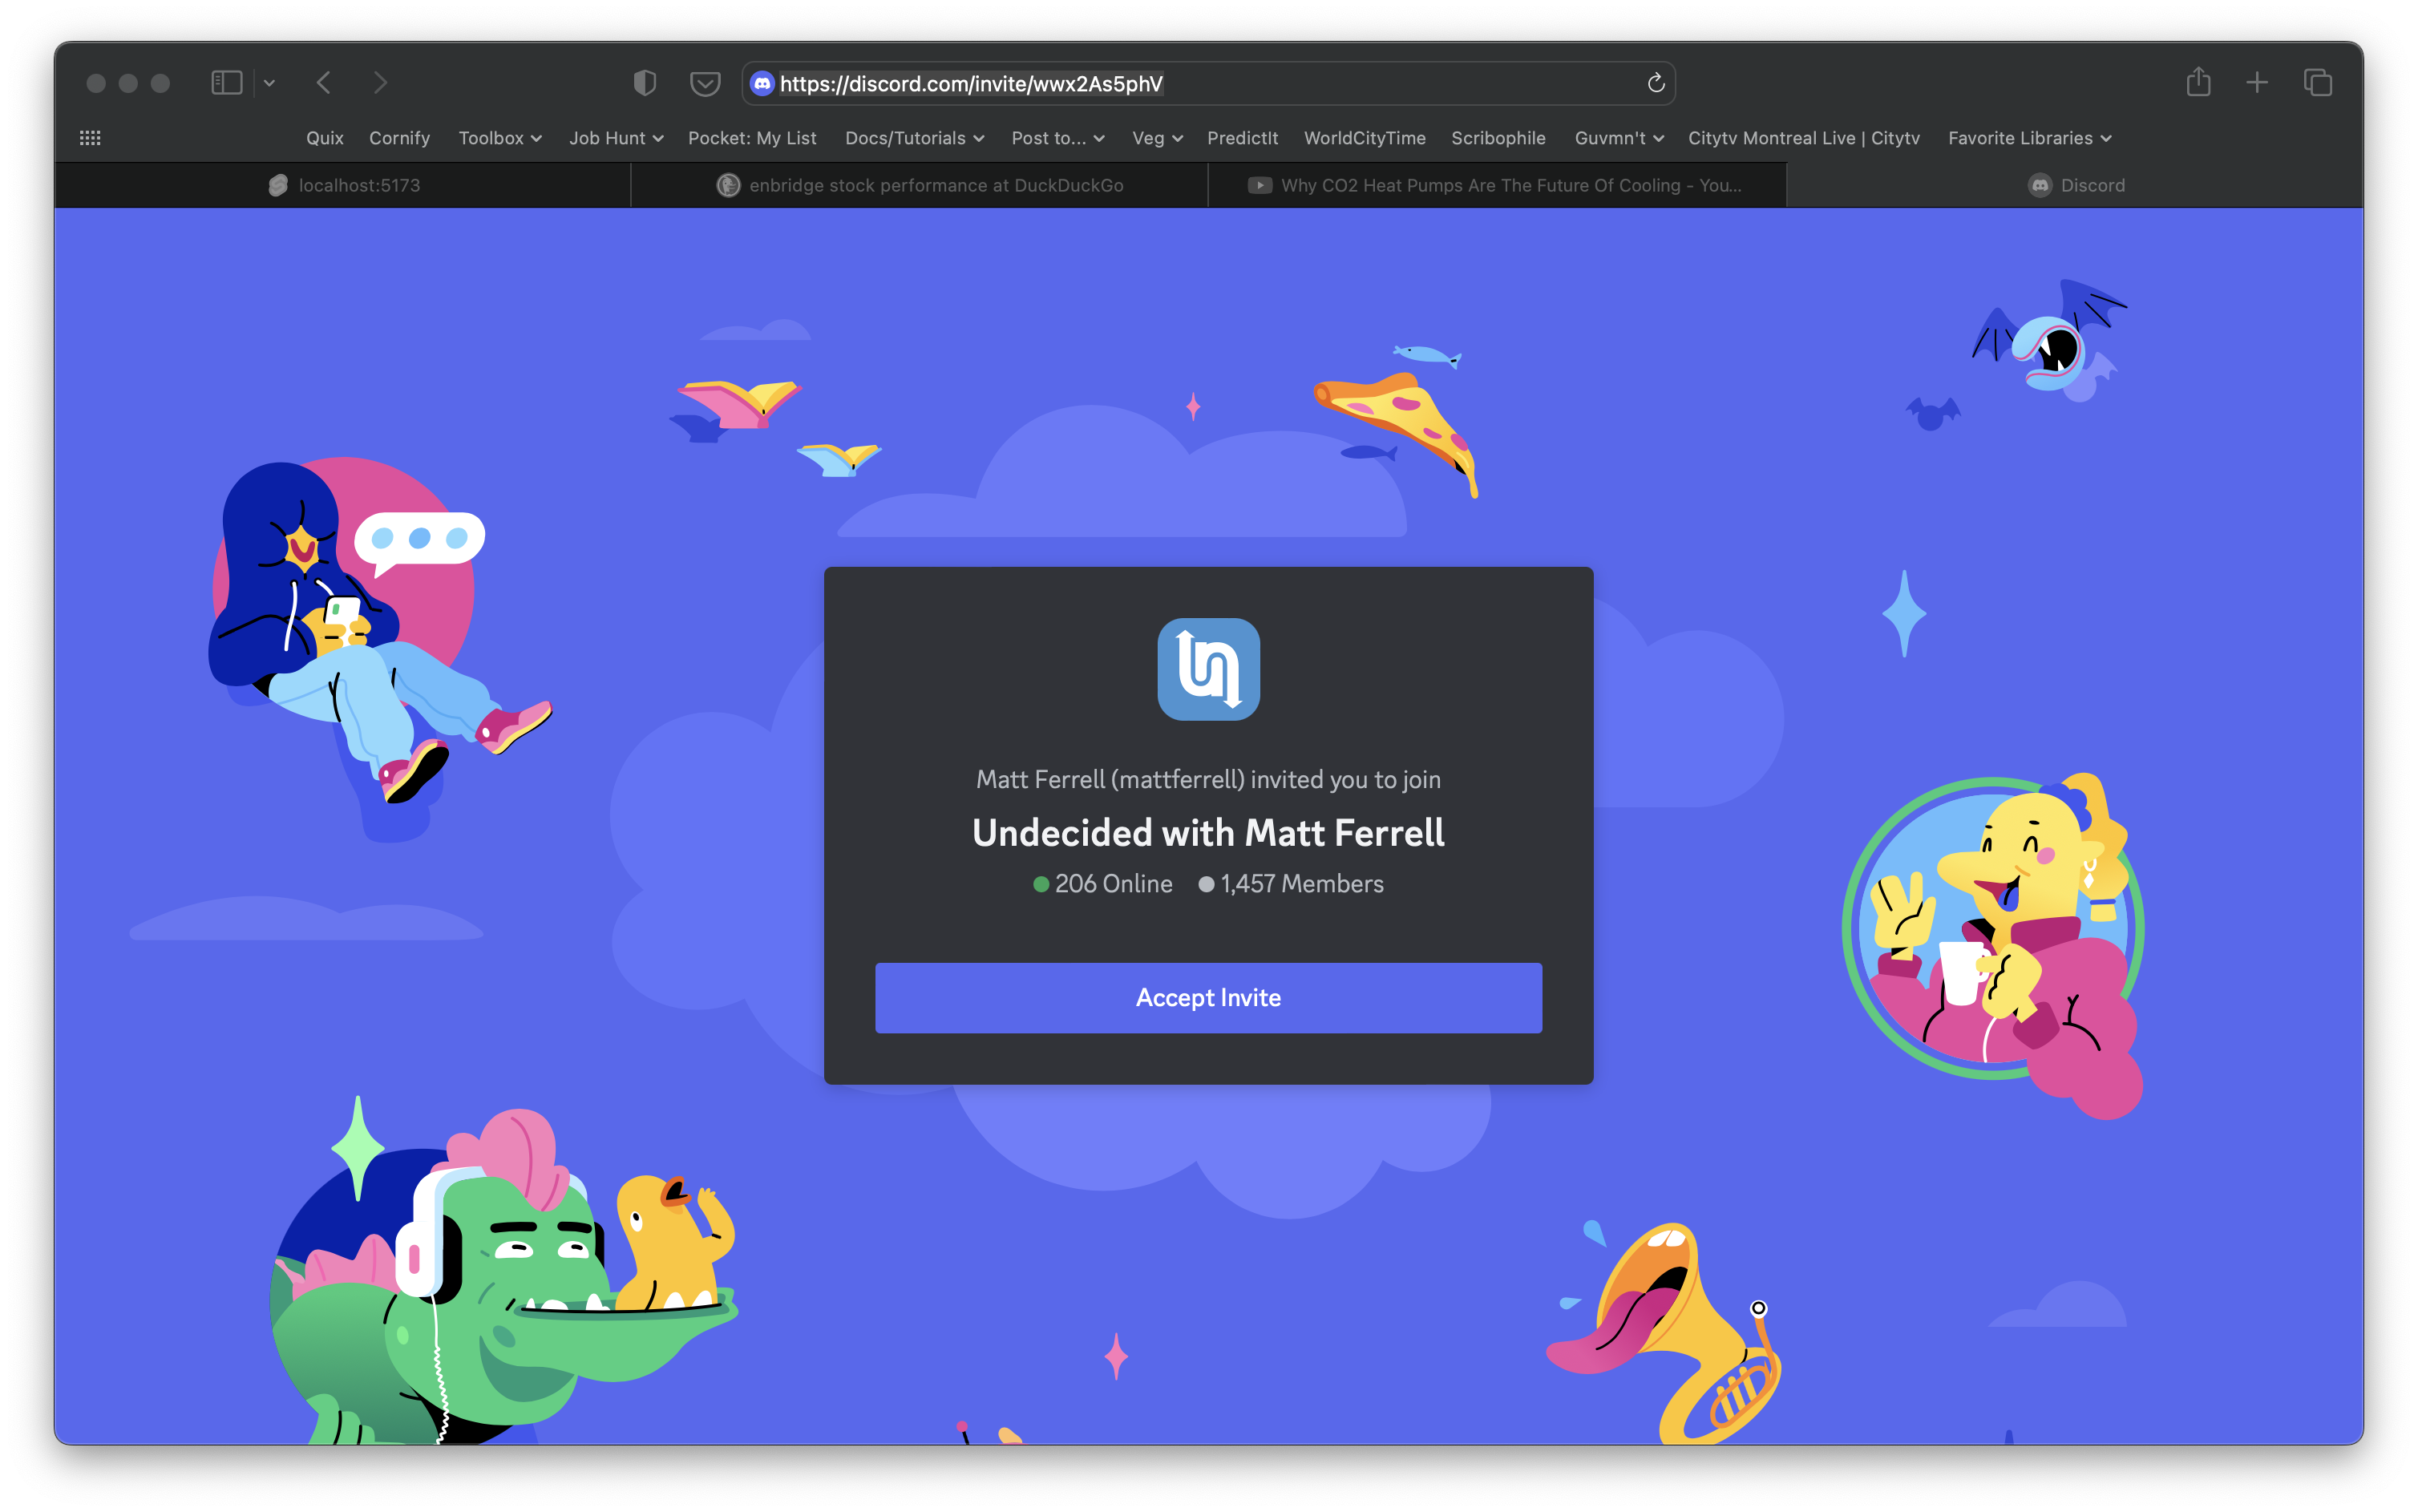 https://discord.com/invite/wwx2As5phV
Quix Cornify Toolbox Job Hunt Pocket: My List Docs/Tutorials Post to... Veg PredictIt WorldCityTime Scribophile Guvmn't Citytv Montreal Live | Citytv Favorite Libraries
localhost:5173 enbridge stock performance at DuckDuckGo Why CO2 Heat Pumps Are The Future Of Cooling - You... Discord
Matt Ferrell (mattferrell) invited you to join
Undecided with Matt Ferrell
206 Online 1,457 Members
Accept Invite